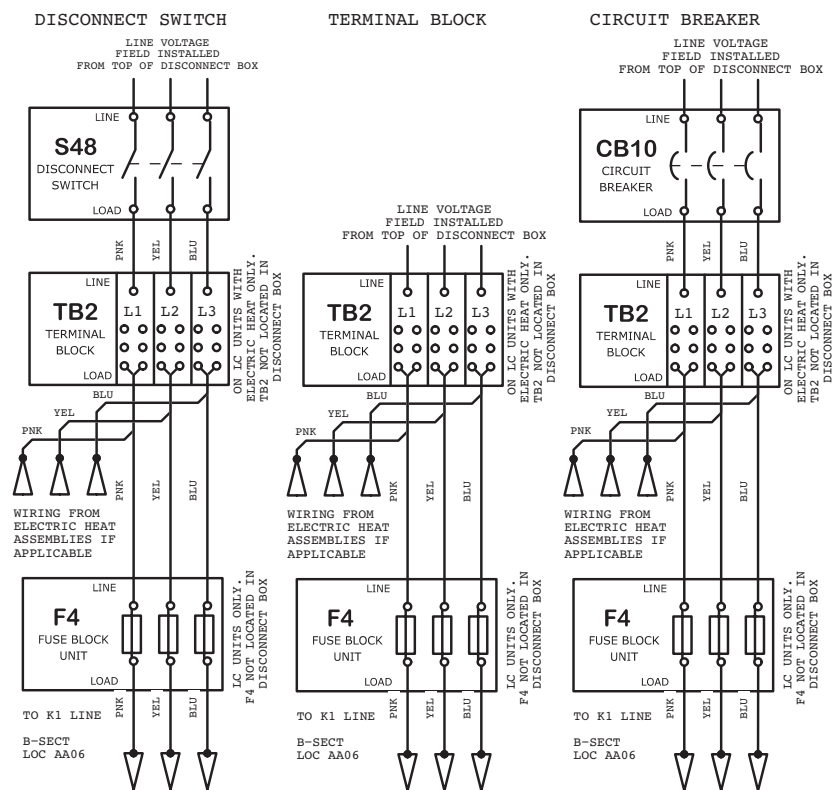 DISCONNECT SWITCH
LINE VOLTAGE
FIELD INSTALLED
FROM TOP OF DISCONNECT BOX
LINE
S48
DISCONNECT
SWITCH
LOAD
PNK
YEL
BLU
LINE
TB2
TERMINAL
BLOCK
LOAD
L1
L2
L3
ON LC UNITS WITH
ELECTRIC HEAT ONLY.
TB2 NOT LOCATED IN
DISCONNECT BOX
BLU
YEL
PNK
WIRING FROM
ELECTRIC HEAT
ASSEMBLIES IF
APPLICABLE
PNK
YEL
BLU
LINE
F4
FUSE BLOCK
UNIT
LOAD
LC UNITS ONLY.
F4 NOT LOCATED IN
DISCONNECT BOX
TO K1 LINE
PNK
YEL
BLU
B-SECT
LOC AA06
TERMINAL BLOCK
LINE VOLTAGE
FIELD INSTALLED
FROM TOP OF DISCONNECT BOX
LINE
TB2
TERMINAL
BLOCK
LOAD
L1
L2
L3
ON LC UNITS WITH
ELECTRIC HEAT ONLY.
TB2 NOT LOCATED IN
DISCONNECT BOX
BLU
YEL
PNK
WIRING FROM
ELECTRIC HEAT
ASSEMBLIES IF
APPLICABLE
PNK
YEL
BLU
LINE
F4
FUSE BLOCK
UNIT
LOAD
LC UNITS ONLY.
F4 NOT LOCATED IN
DISCONNECT BOX
TO K1 LINE
PNK
YEL
BLU
B-SECT
LOC AA06
CIRCUIT BREAKER
LINE VOLTAGE
FIELD INSTALLED
FROM TOP OF DISCONNECT BOX
LINE
CB10
CIRCUIT
BREAKER
LOAD
PNK
YEL
BLU
LINE
TB2
TERMINAL
BLOCK
LOAD
L1
L2
L3
ON LC UNITS WITH
ELECTRIC HEAT ONLY.
TB2 NOT LOCATED IN
DISCONNECT BOX
BLU
YEL
PNK
WIRING FROM
ELECTRIC HEAT
ASSEMBLIES IF
APPLICABLE
PNK
YEL
BLU
LINE
F4
FUSE BLOCK
UNIT
LOAD
LC UNITS ONLY.
F4 NOT LOCATED IN
DISCONNECT BOX
TO K1 LINE
PNK
YEL
BLU
B-SECT
LOC AA06